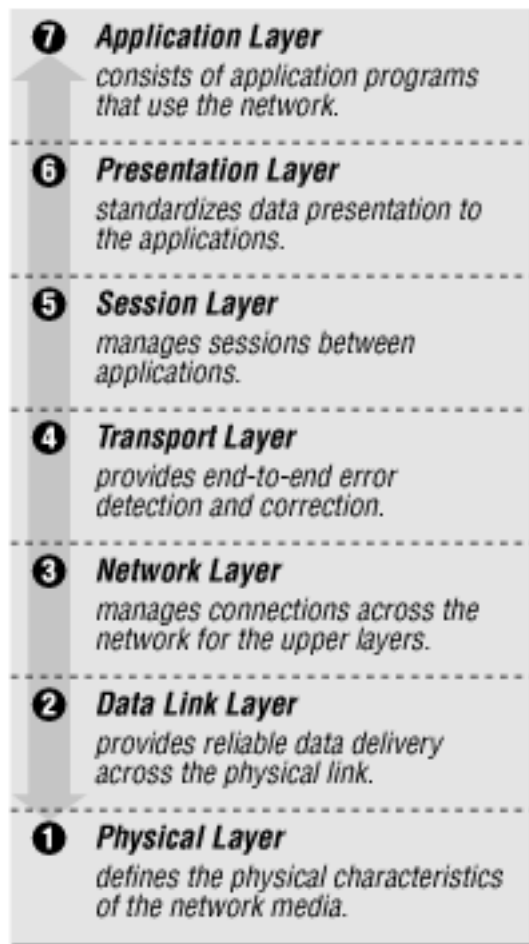 7 Application Layer
consists of application programs
that use the network.
6 Presentation Layer
standardizes data presentation to
the applications.
5 Session Layer
manages sessions between
applications.
4 Transport Layer
provides end-to-end error
detection and correction.
3 Network Layer
manages connections across the
network for the upper layers.
2 Data Link Layer
provides reliable data delivery
across the physical link.
1 Physical Layer
defines the physical characteristics
of the network media.